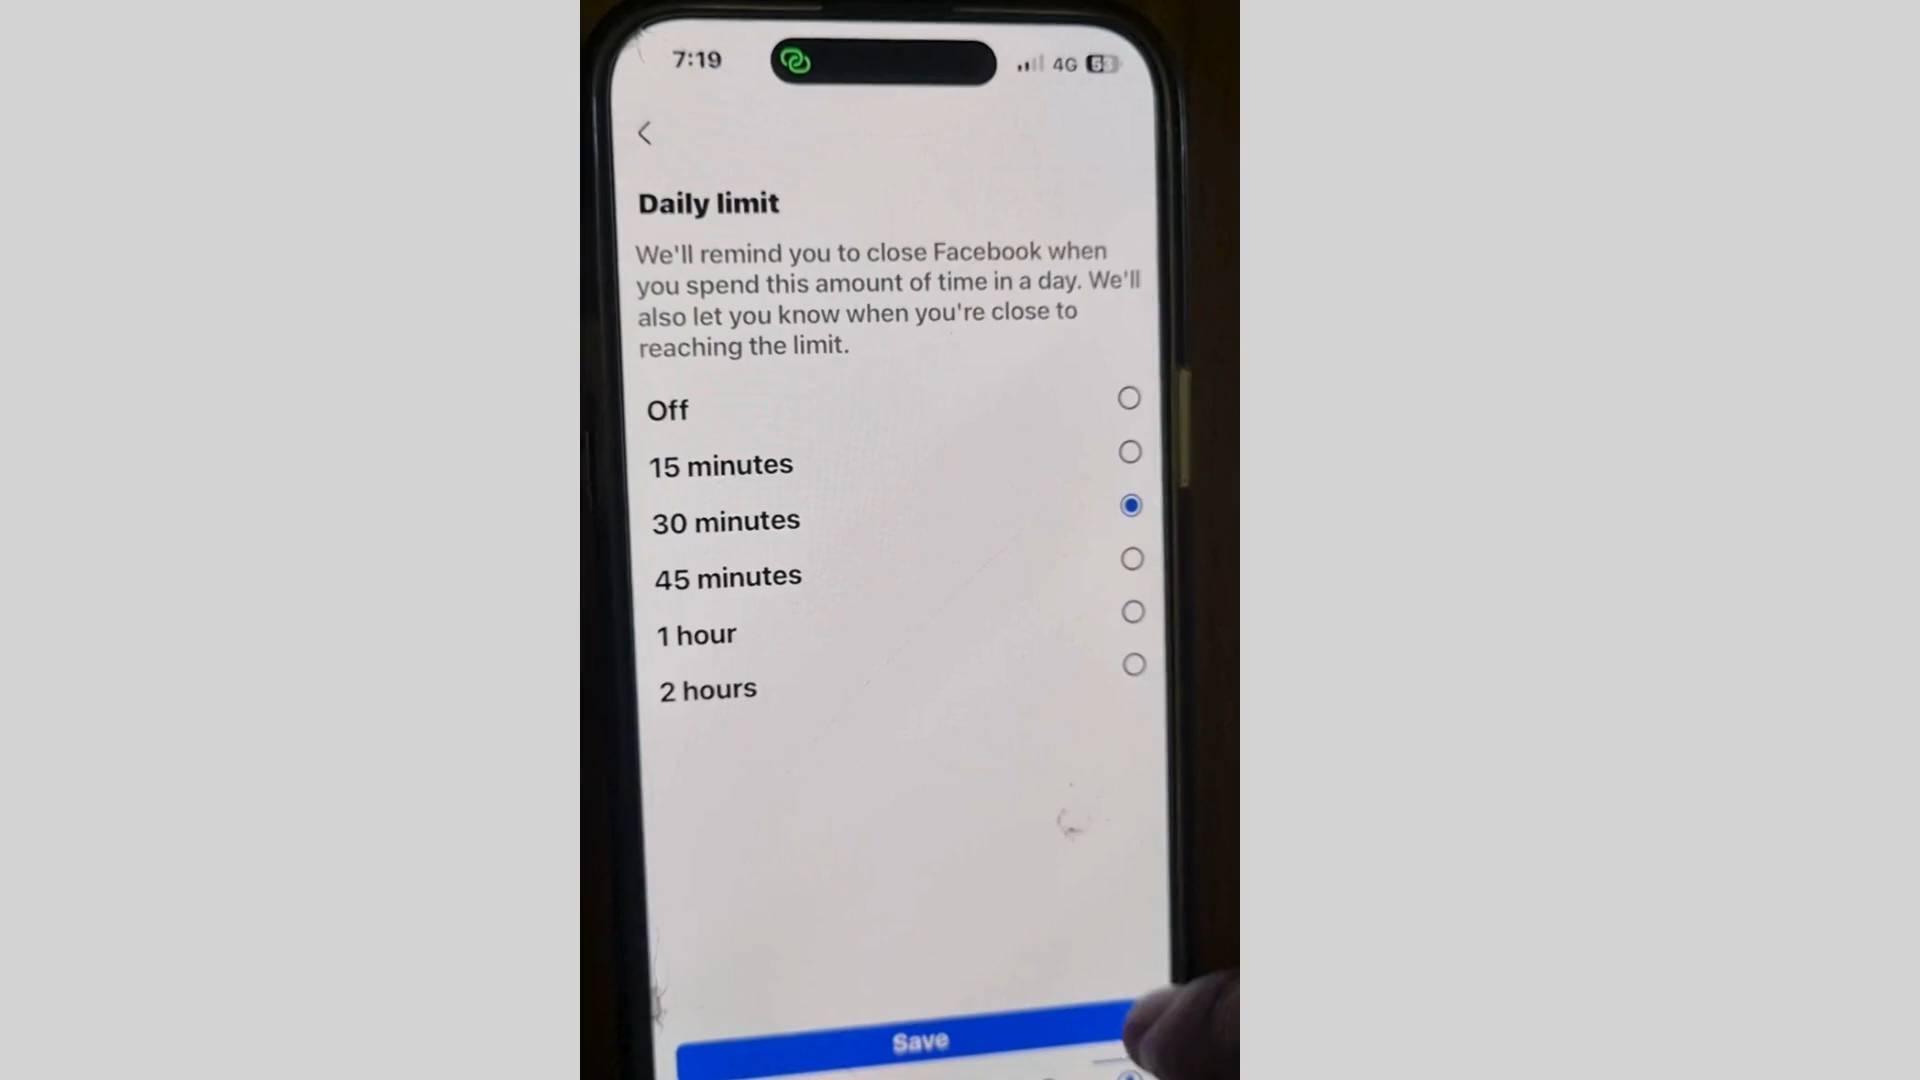 7:19
4G 53
Daily limit
We'll remind you to close Facebook when
you spend this amount of time in a day. We'll
also let you know when you're close to
reaching the limit.
Off
15 minutes
30 minutes
45 minutes
1 hour
2 hours
Save